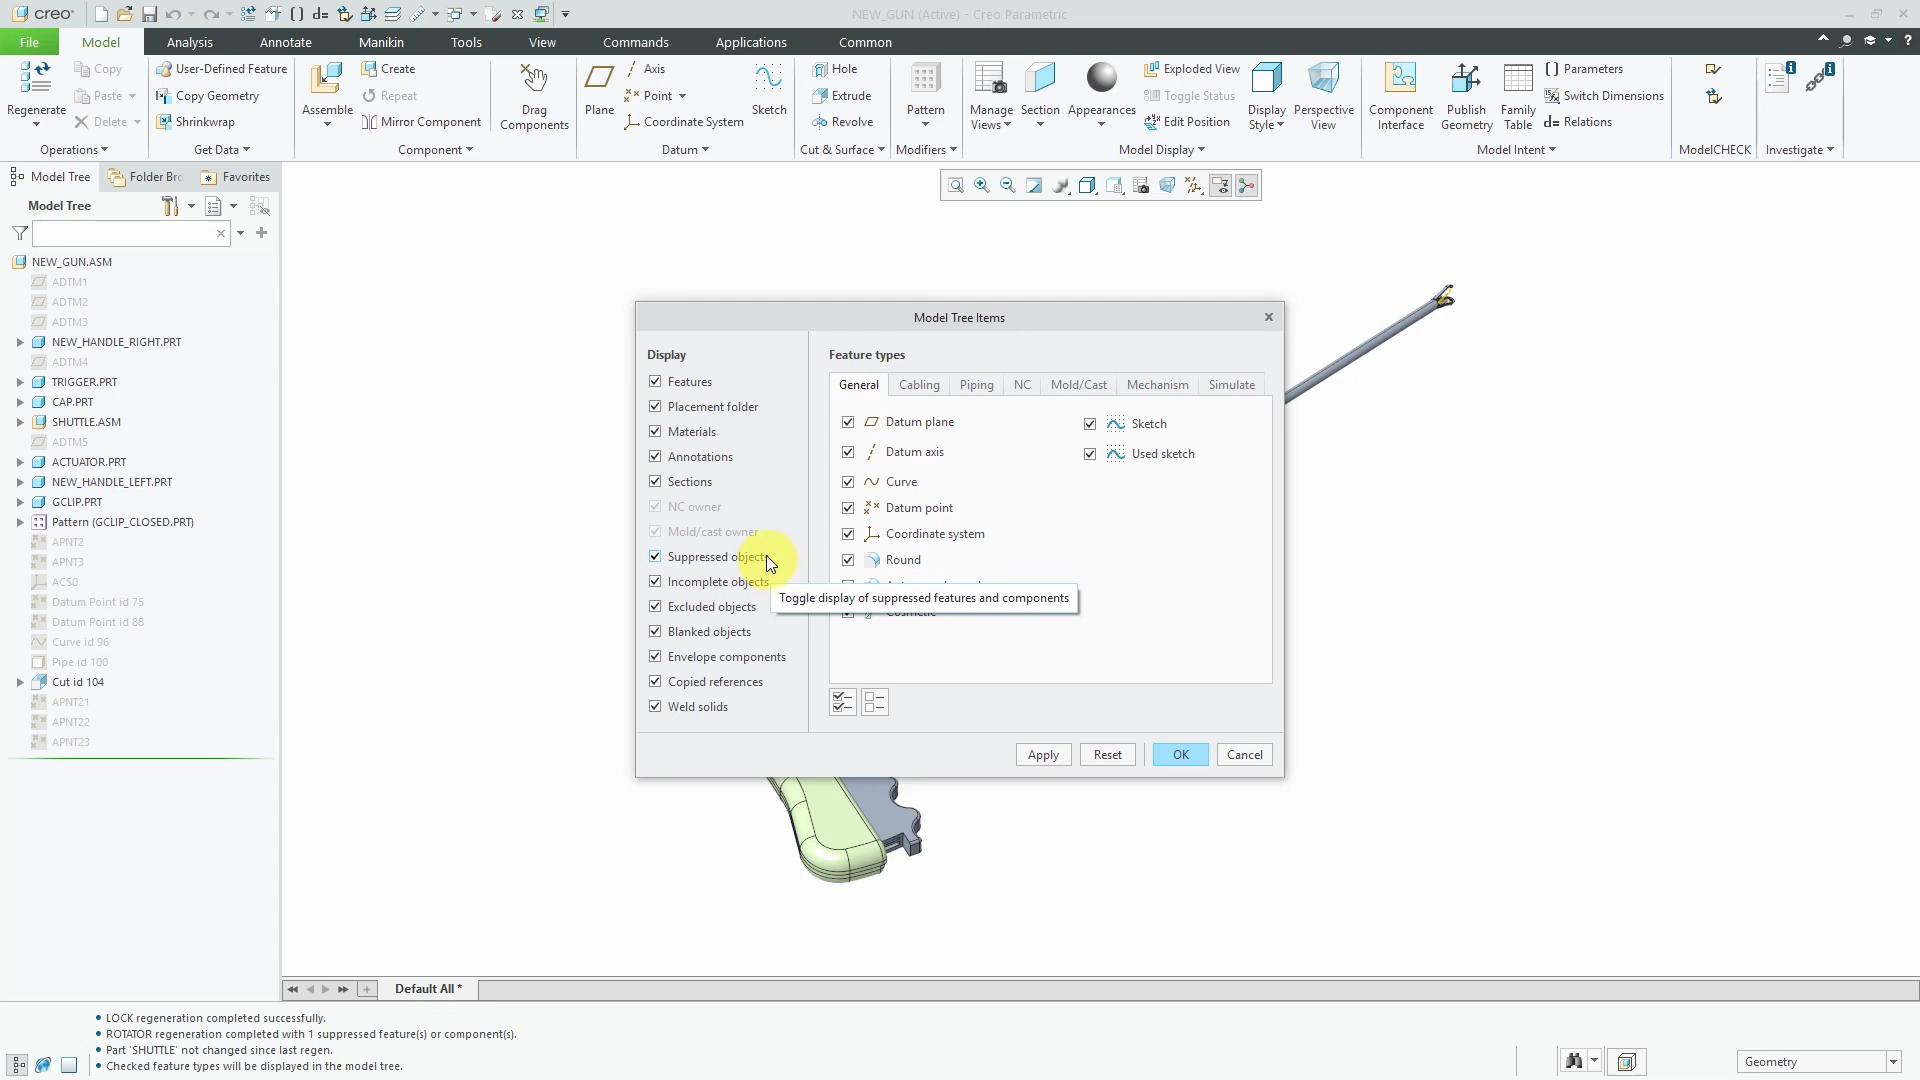 creo
NEW_GUN (Active) - Creo Parametric
File
Model
Analysis
Annotate
Manikin
Tools
View
Commands
Applications
Common
Regenerate
Copy
Paste
Delete
Operations
User-Defined Feature
Copy Geometry
Shrinkwrap
Get Data
Assemble
Create
Repeat
Mirror Component
Drag
Components
Component
Plane
Axis
Point
Coordinate System
Sketch
Datum
Hole
Extrude
Revolve
Cut & Surface
Pattern
Modifiers
Manage
Views
Section
Appearances
Exploded View
Toggle Status
Edit Position
Display
Style
Perspective
View
Model Display
Component
Interface
Publish
Geometry
Family
Table
Parameters
Switch Dimensions
Relations
Model Intent
ModelCHECK
Investigate
Model Tree
Folder Bro
Favorites
Model Tree
NEW_GUN.ASM
ADTM1
ADTM2
ADTM3
NEW_HANDLE_RIGHT.PRT
ADTM4
TRIGGER.PRT
CAP.PRT
SHUTTLE.ASM
ADTM5
ACTUATOR.PRT
NEW_HANDLE_LEFT.PRT
GCLIP.PRT
Pattern (GCLIP_CLOSED.PRT)
APNT2
APNT3
ACS0
Datum Point id 75
Datum Point id 88
Curve id 96
Pipe id 100
Cut id 104
APNT21
APNT22
APNT23
Model Tree Items
Display
Features
Placement folder
Materials
Annotations
Sections
NC owner
Mold/cast owner
Suppressed objects
Incomplete objects
Excluded objects
Blanked objects
Envelope components
Copied references
Weld solids
Feature types
General
Cabling
Piping
NC
Mold/Cast
Mechanism
Simulate
Datum plane
Datum axis
Curve
Datum point
Coordinate system
Round
Cosmetic
Sketch
Used sketch
Toggle display of suppressed features and components
Apply
Reset
OK
Cancel
Default All *
LOCK regeneration completed successfully.
ROTATOR regeneration completed with 1 suppressed feature(s) or component(s).
Part 'SHUTTLE' not changed since last regen.
Checked feature types will be displayed in the model tree.
Geometry